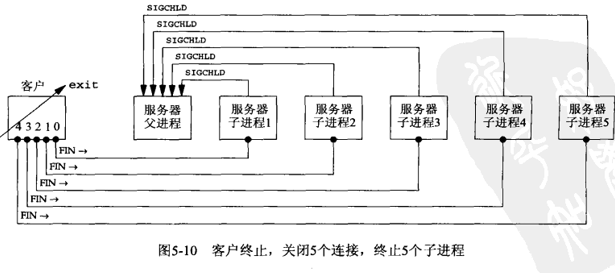 SIGCHLD
SIGCHLD
SIGCHLD
SIGCHLD
SIGCHLD
客户
exit
4 3 2 1 0
服务器
父进程
服务器
子进程1
服务器
子进程2
服务器
子进程3
服务器
子进程4
服务器
子进程5
FIN →
FIN →
FIN →
FIN →
FIN →
图5-10 客户终止，关闭5个连接，终止5个子进程